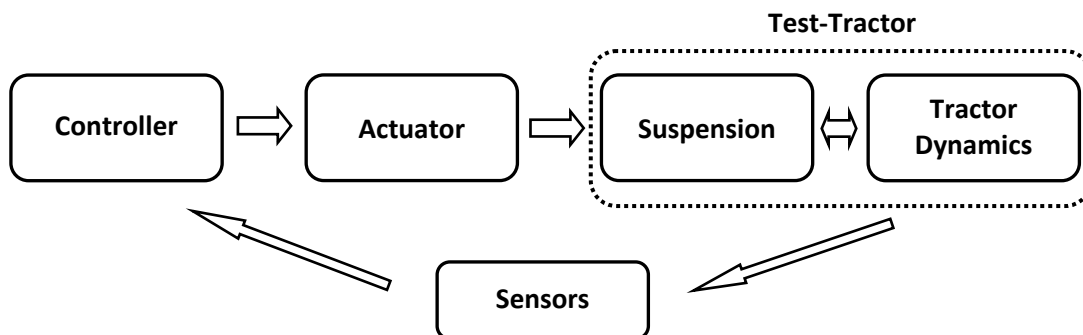 Test-Tractor
Controller
Actuator
Suspension
Tractor
Dynamics
Sensors